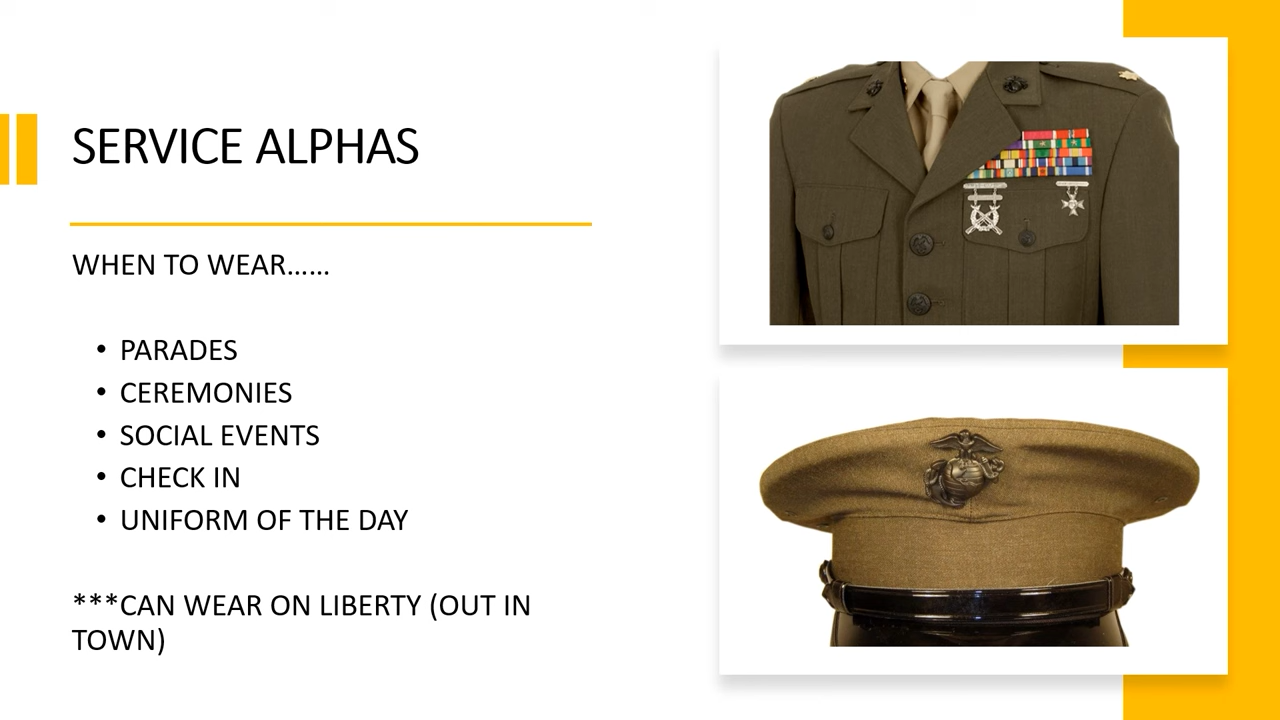 SERVICE ALPHAS
WHEN TO WEAR……
• PARADES
• CEREMONIES
• SOCIAL EVENTS
• CHECK IN
• UNIFORM OF THE DAY
***CAN WEAR ON LIBERTY (OUT IN
TOWN)